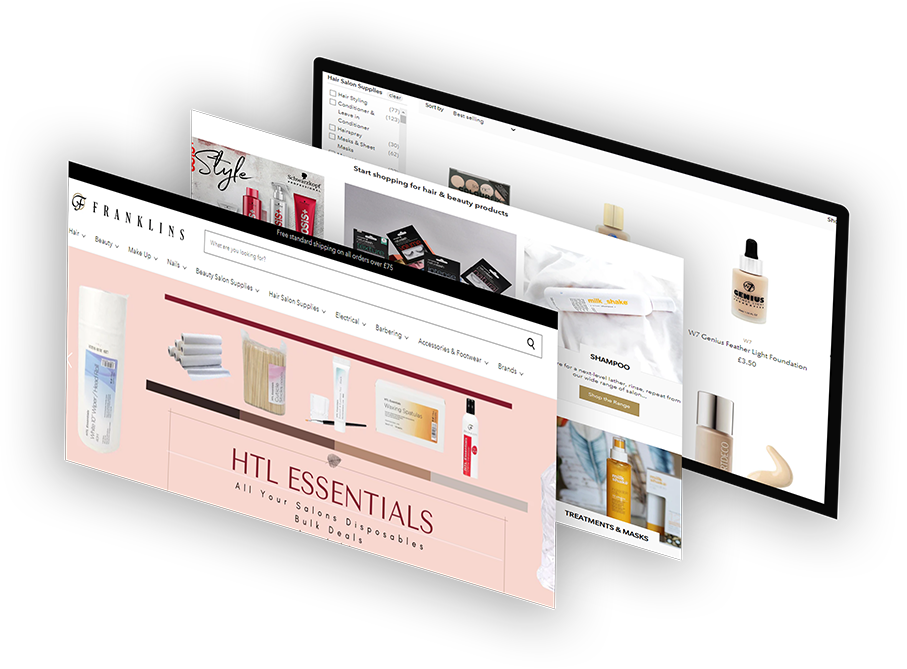 Hair Salon Supplies clear
Hair Styling (77)
Conditioner & (122)
Leave in
Conditioner
Hairspray (30)
Masks & Sheet (62)
Masks
Sort by Best selling
W7
GENIUS
W7
W7 Genius Feather Light Foundation
£3.50
Style
Schwarzkopf
PROFESSIONAL
OSIS+
Start shopping for hair & beauty products
milk_shake
SHAMPOO
for a next-level lather, rinse, repeat from
our wide range of salon...
Shop the Range
TREATMENTS & MASKS
FRANKLINS
Free standard shipping on all orders over £75
What are you looking for?
Hair
Beauty
Make Up
Nails
Beauty Salon Supplies
Hair Salon Supplies
Electrical
Barbering
Accessories & Footwear
Brands
Waxing Spatulas
HTL ESSENTIALS
All Your Salons Disposables
Bulk Deals